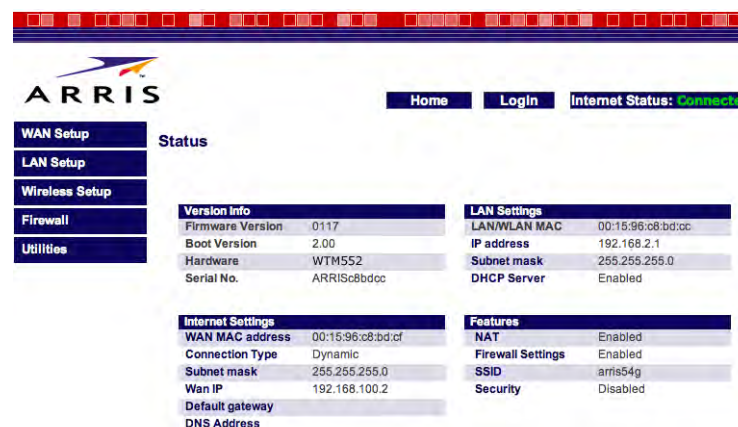 ARRIS
Home Login Internet Status: Connecte
WAN Setup
LAN Setup
Wireless Setup
Firewall
Utilities
Status
Version Info
Firmware Version 0117
Boot Version 2.00
Hardware WTM552
Serial No. ARRISc8bdcc
LAN Settings
LAN/WLAN MAC 00:15:96:c8:bd:cc
IP address 192.168.2.1
Subnet mask 255.255.255.0
DHCP Server Enabled
Internet Settings
WAN MAC address 00:15:96:c8:bd:cf
Connection Type Dynamic
Subnet mask 255.255.255.0
Wan IP 192.168.100.2
Default gateway
DNS Address
Features
NAT Enabled
Firewall Settings Enabled
SSID arris54g
Security Disabled